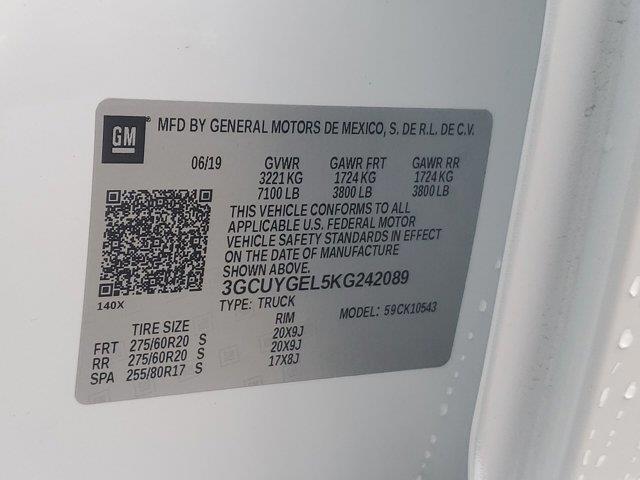 GM
MFD BY GENERAL MOTORS DE MEXICO, S. DE R.L. DE C.V.
06/19 GVWR GAWR FRT GAWR RR
3221 KG 1724 KG 1724 KG
7100 LB 3800 LB 3800 LB
THIS VEHICLE CONFORMS TO ALL
APPLICABLE U.S. FEDERAL MOTOR
VEHICLE SAFETY STANDARDS IN EFFECT
ON THE DATE OF MANUFACTURE
SHOWN ABOVE.
3GCUYGEL5KG242089
140X
TYPE: TRUCK MODEL: 59CK10543
TIRE SIZE RIM
FRT 275/60R20 S 20X9J
RR 275/60R20 S 20X9J
SPA 255/80R17 S 17X8J